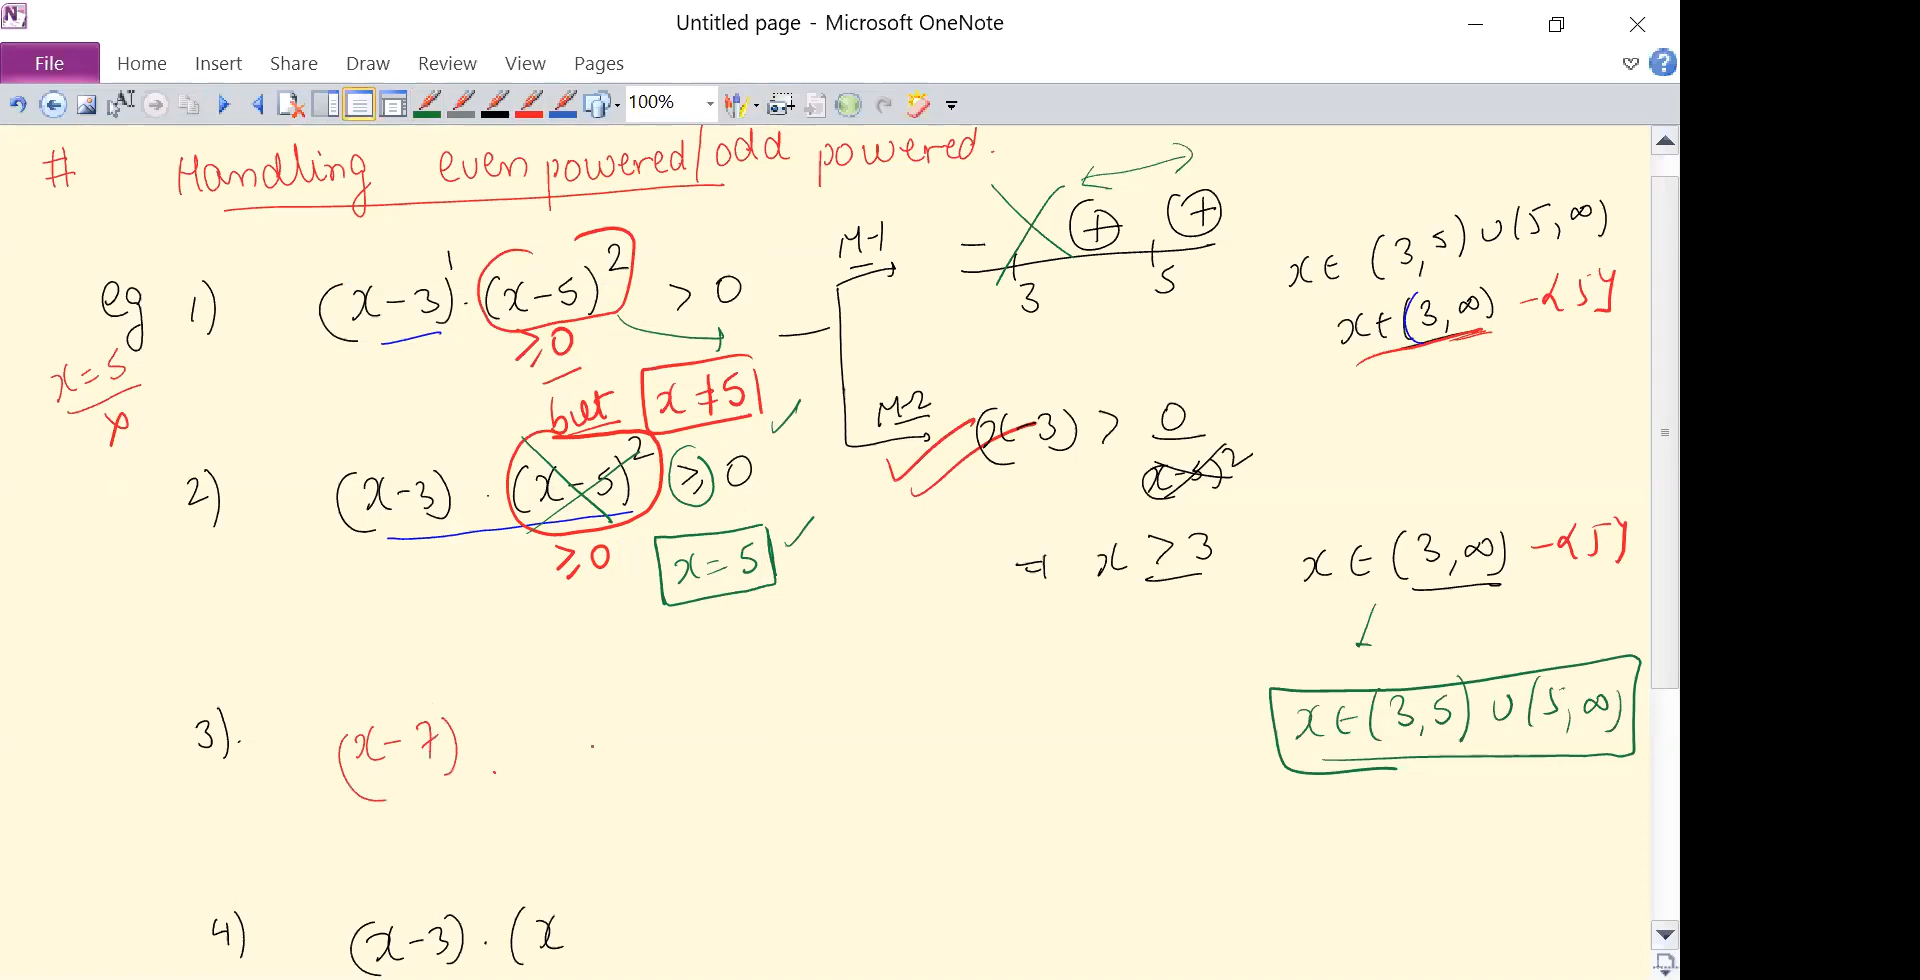 Untitled page - Microsoft OneNote
File Home Insert Share Draw Review View Pages
100%
# Handling even powered/odd powered.
eg 1) (x-3)¹·(x-5)² > 0
≥0
x=5
but x≠5
M-1
- + +
3 5
x∈ (3,5)∪(5,∞)
x∈(3,∞) -{5}
M-2 (x-3) > 0
(x-5)²
⇒ x > 3 x ∈ (3,∞) -{5}
x∈(3,5) ∪ (5,∞)
2) (x-3) · (x-5)² ≥ 0
≥0
x=5
3). (x-7) .
4) (x-3) · (x